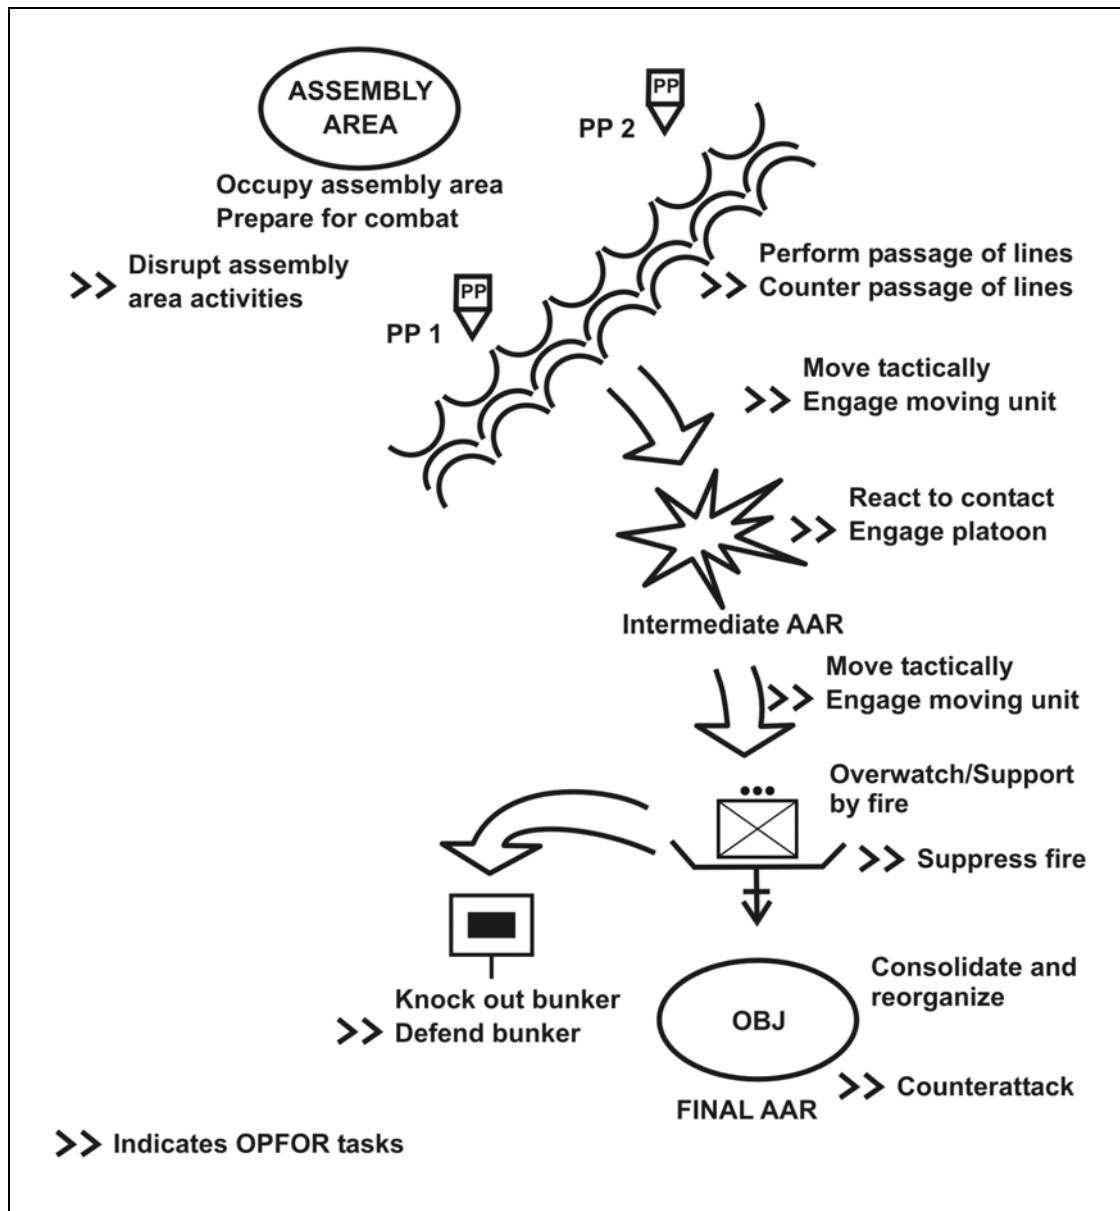 ASSEMBLY
AREA
Occupy assembly area
Prepare for combat
>> Disrupt assembly
area activities
PP
PP 2
PP
PP 1
Perform passage of lines
>> Counter passage of lines
Move tactically
>> Engage moving unit
React to contact
>> Engage platoon
Intermediate AAR
Move tactically
>> Engage moving unit
Overwatch/Support
by fire
>> Suppress fire
Knock out bunker
>> Defend bunker
OBJ
Consolidate and
reorganize
>> Counterattack
FINAL AAR
>> Indicates OPFOR tasks